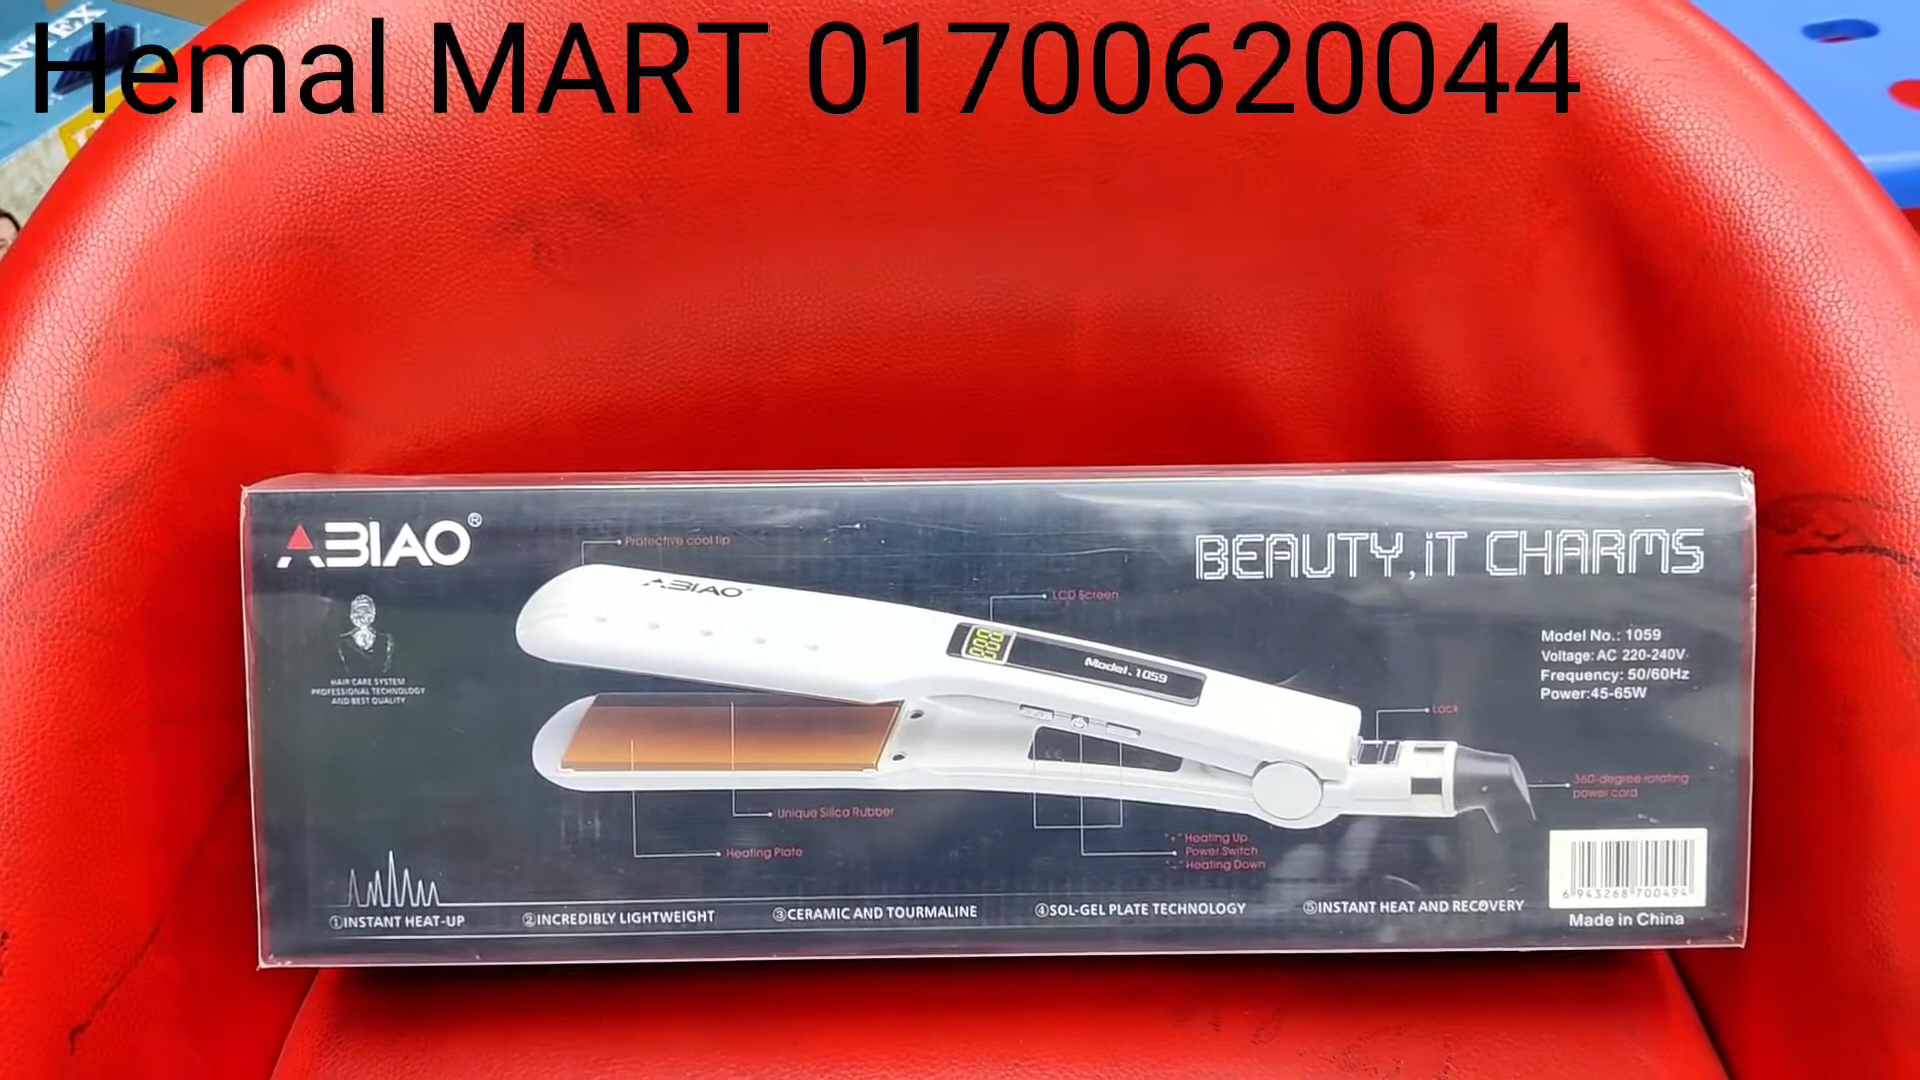 Hemal MART 01700620044
ABIAO®
Protective cool tip
BEAUTY, iT CHARMS
ABIAO
LCD Screen
Model No.: 1059
Voltage: AC 220-240V
Frequency: 50/60Hz
Power:45-65W
Model.1059
HAIR CARE SYSTEM
PROFESSIONAL TECHNOLOGY
AND BEST QUALITY
Lock
360-degree rotating
power cord
Unique Silica Rubber
Heating Plate
"+" Heating Up
Power Switch
"-" Heating Down
①INSTANT HEAT-UP
②INCREDIBLY LIGHTWEIGHT
③CERAMIC AND TOURMALINE
④SOL-GEL PLATE TECHNOLOGY
⑤INSTANT HEAT AND RECOVERY
6 943268 700494
Made in China